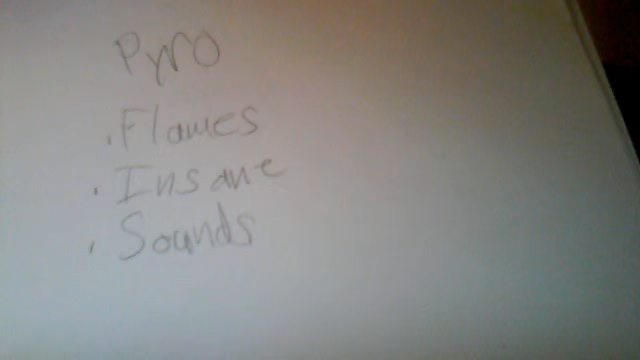 Pyro
. Flames
. Insane
. Sounds